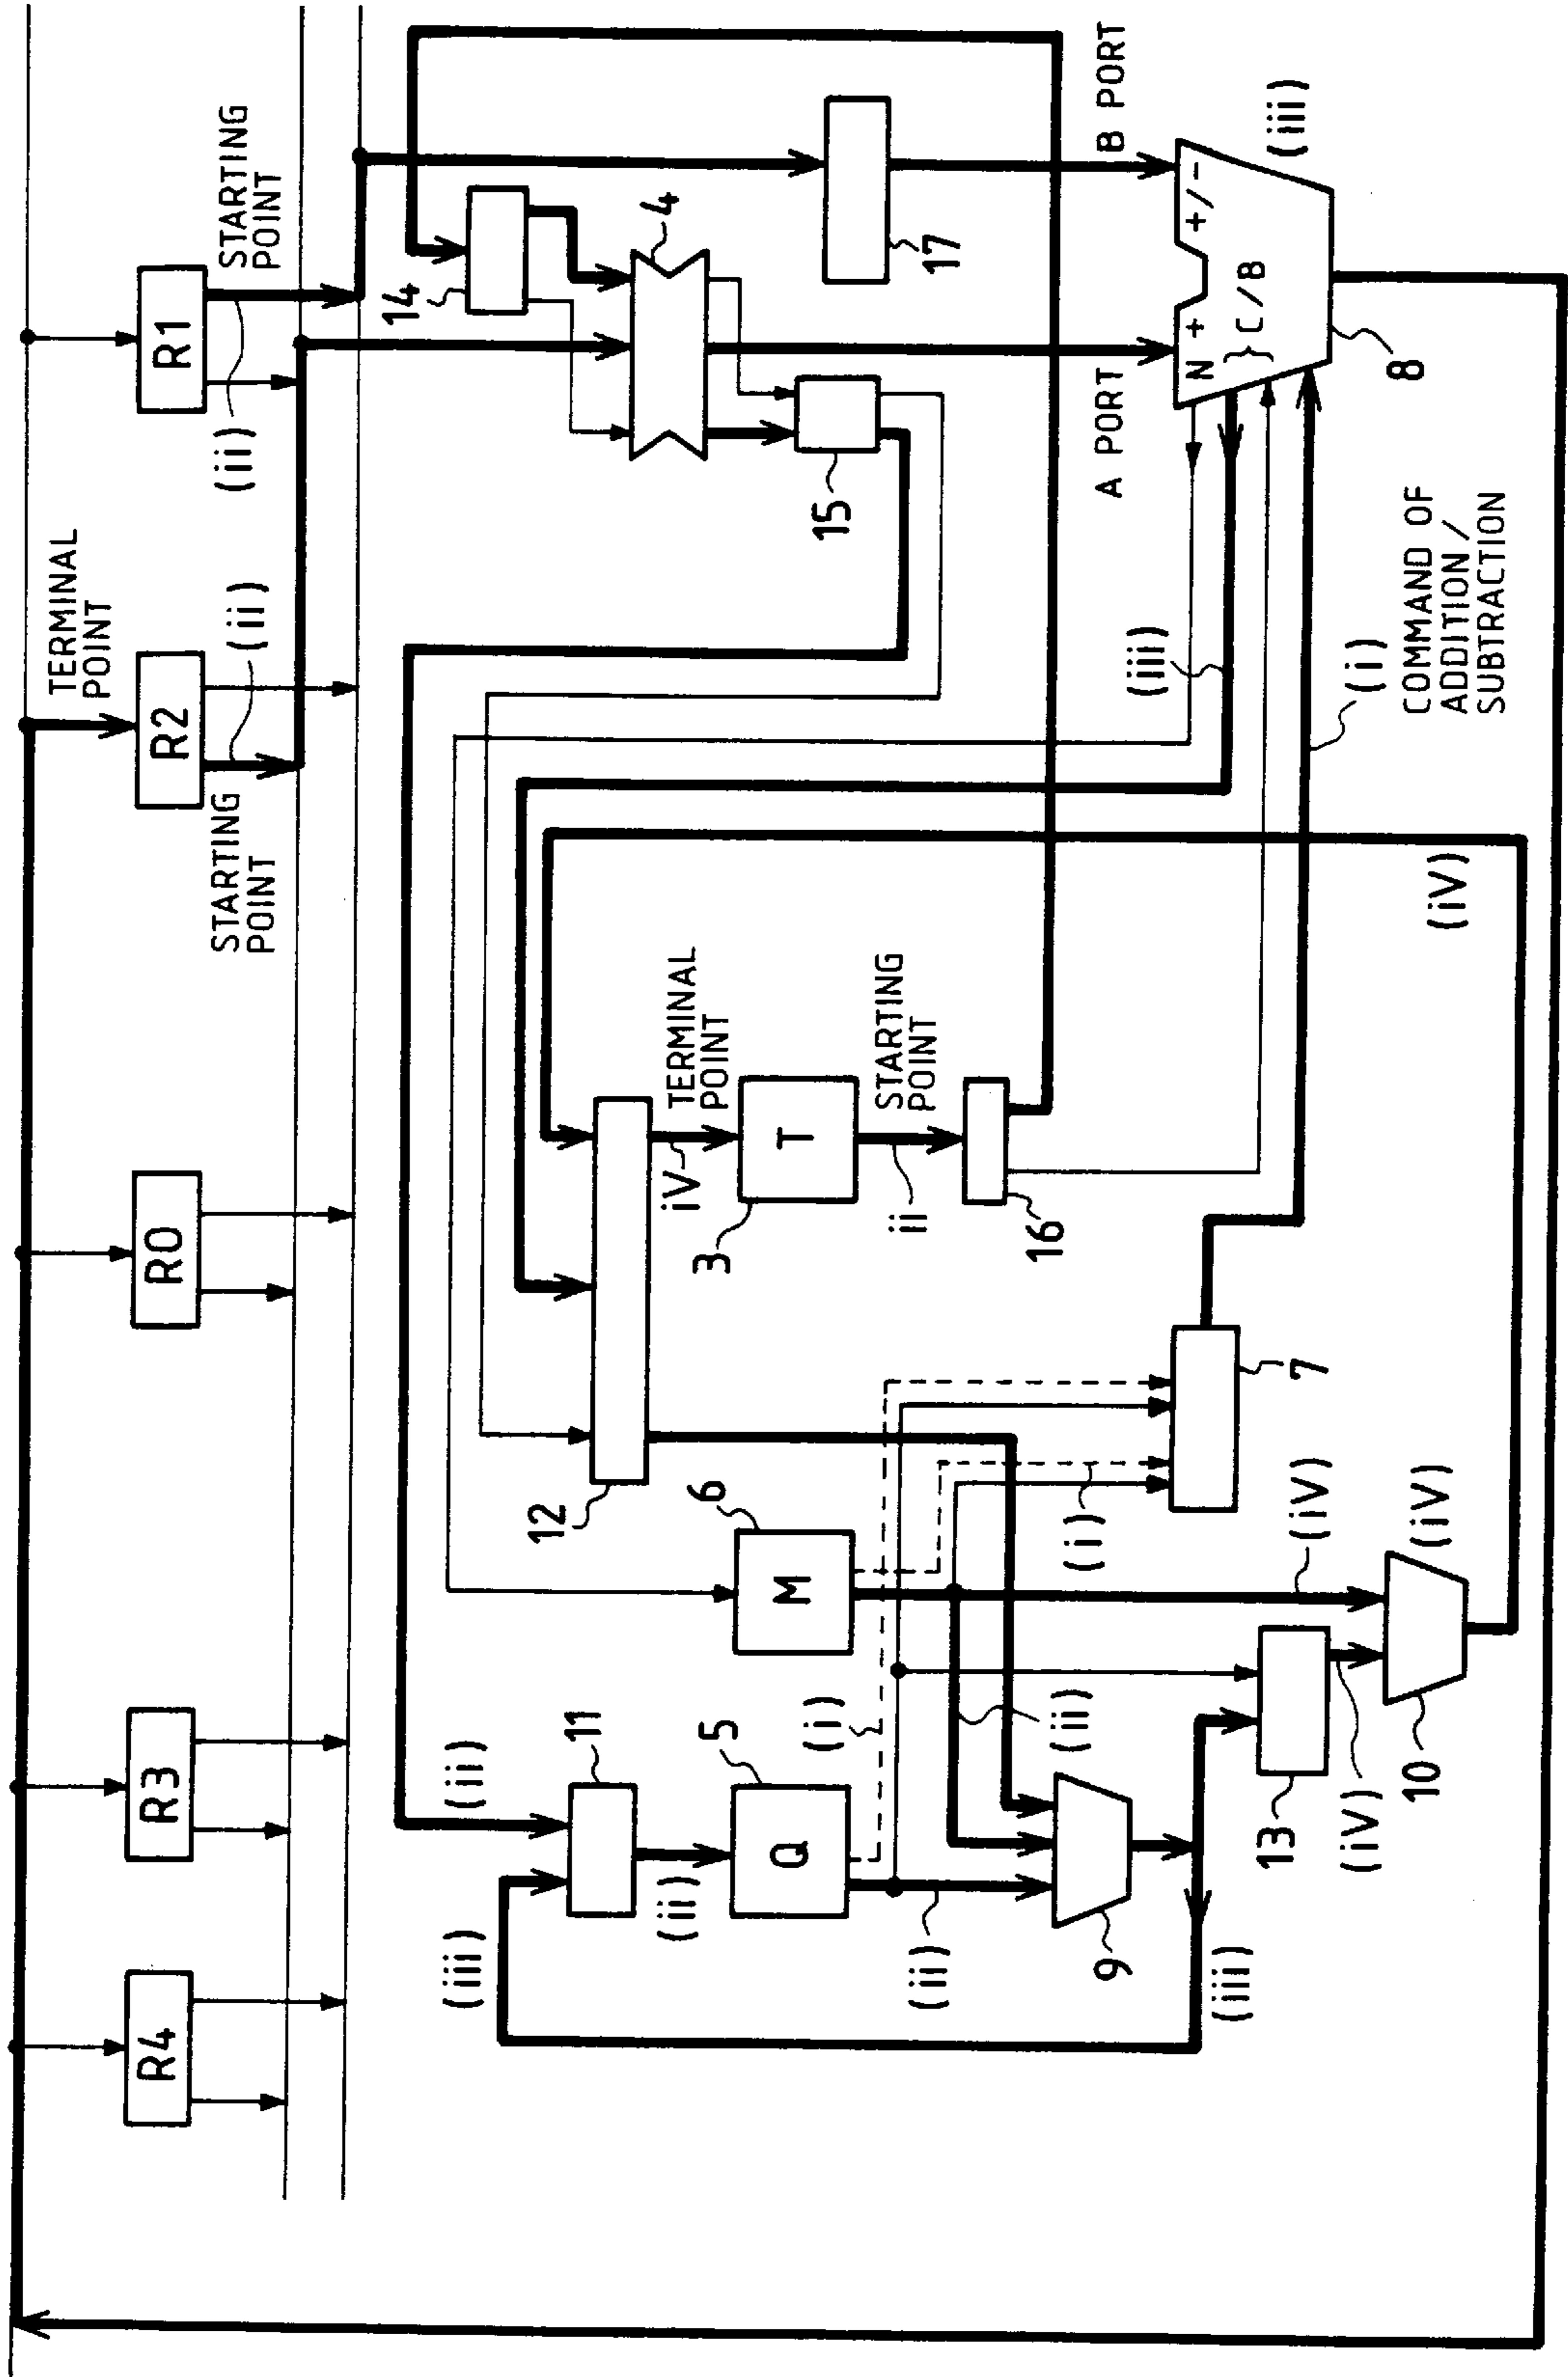 R4
R3
R0
R2
R1
TERMINAL
POINT
STARTING
POINT
(ii)
STARTING
POINT
(ii)
14
4
15
17
A PORT
B PORT
N + +/-
} C/B
8
(iii)
(iii)
(i)
COMMAND OF
ADDITION /
SUBTRACTION
(iii)
(ii)
11
(ii)
Q
5
(i)
M
6
12
iV
TERMINAL
POINT
T
3
STARTING
POINT
ii
16
(ii)
9
(ii)
(i)
7
(iii)
13
(iV)
10
(iV)
(iV)
(iV)